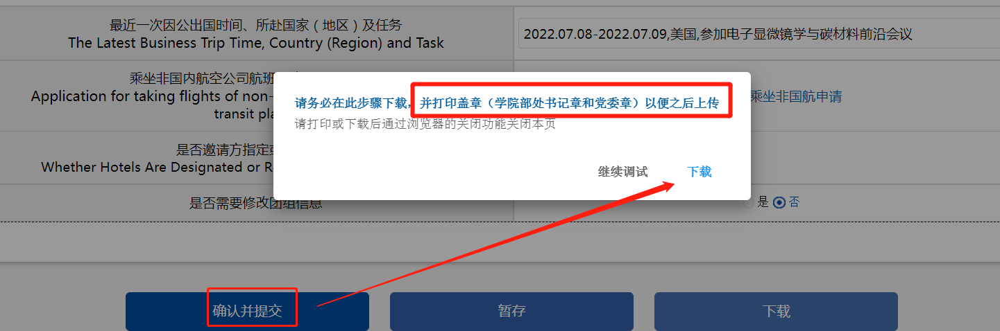 最近一次因公出国时间、所赴国家（地区）及任务
The Latest Business Trip Time, Country (Region) and Task
2022.07.08-2022.07.09,美国,参加电子显微镜学与碳材料前沿会议
乘坐非国内航空公司航班
Application for taking flights of non-
transit pla
乘坐非国航申请
请务必在此步骤下载，并打印盖章（学院部处书记章和党委章）以便之后上传
请打印或下载后通过浏览器的关闭功能关闭本页
继续调试
下载
是否邀请方指定或
Whether Hotels Are Designated or Re
是否需要修改团组信息
是 否
确认并提交
暂存
下载